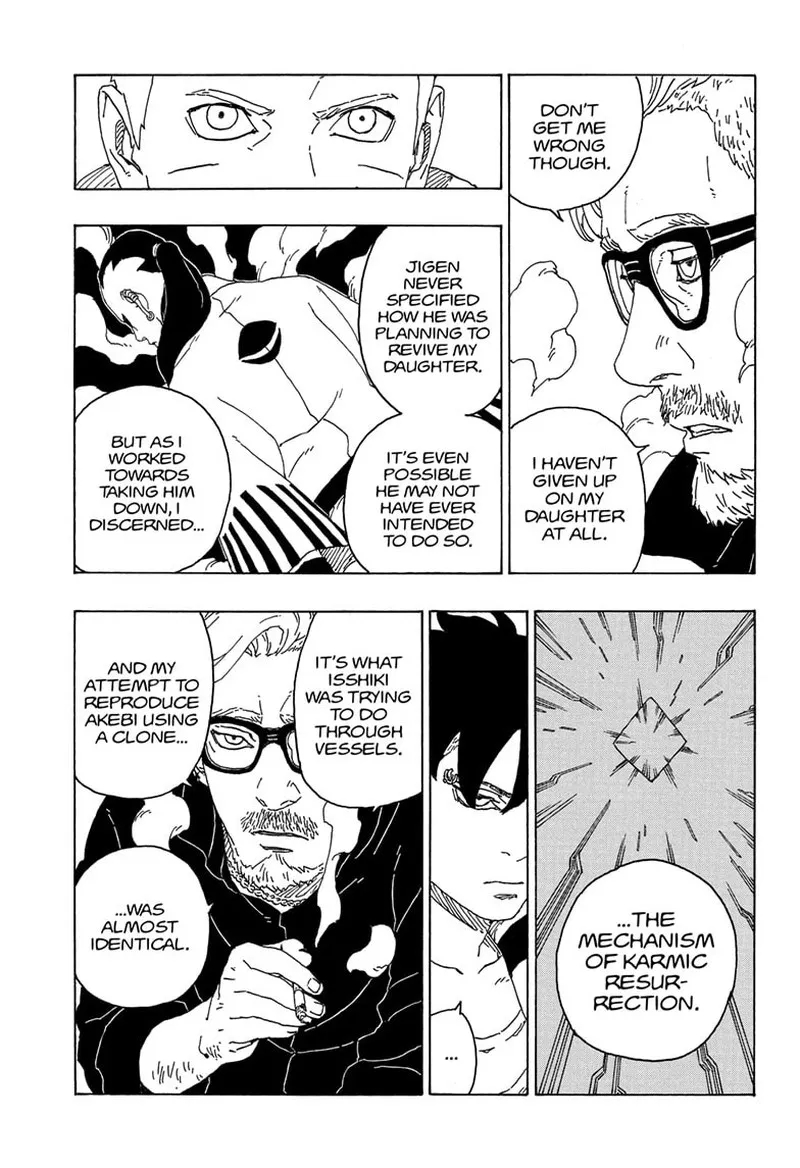 DON'T
GET ME
WRONG
THOUGH.
I HAVEN'T
GIVEN UP
ON MY
DAUGHTER
AT ALL.
JIGEN
NEVER
SPECIFIED
HOW HE WAS
PLANNING TO
REVIVE MY
DAUGHTER.
IT'S EVEN
POSSIBLE
HE MAY NOT
HAVE EVER
INTENDED
TO DO SO.
BUT AS I
WORKED
TOWARDS
TAKING HIM
DOWN, I
DISCERNED...
...THE
MECHANISM
OF KARMIC
RESUR-
RECTION.
...
IT'S WHAT
ISSHIKI
WAS TRYING
TO DO
THROUGH
VESSELS.
AND MY
ATTEMPT TO
REPRODUCE
AKEBI USING
A CLONE...
...WAS
ALMOST
IDENTICAL.